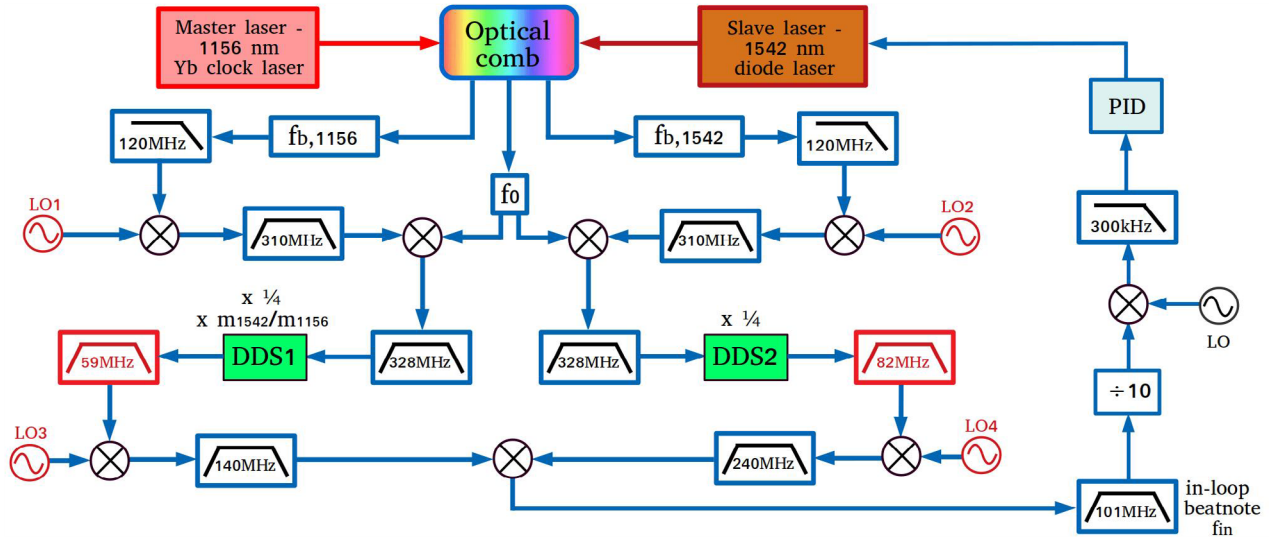 Master laser -
1156 nm
Yb clock laser
Optical
comb
Slave laser -
1542 nm
diode laser
PID
120MHz
fb,1156
fb,1542
120MHz
f0
LO1
310MHz
310MHz
LO2
300kHz
LO
x ¼
x m1542/m1156
x ¼
59MHz
DDS1
328MHz
328MHz
DDS2
82MHz
÷10
LO3
140MHz
240MHz
LO4
101MHz
in-loop
beatnote
fin